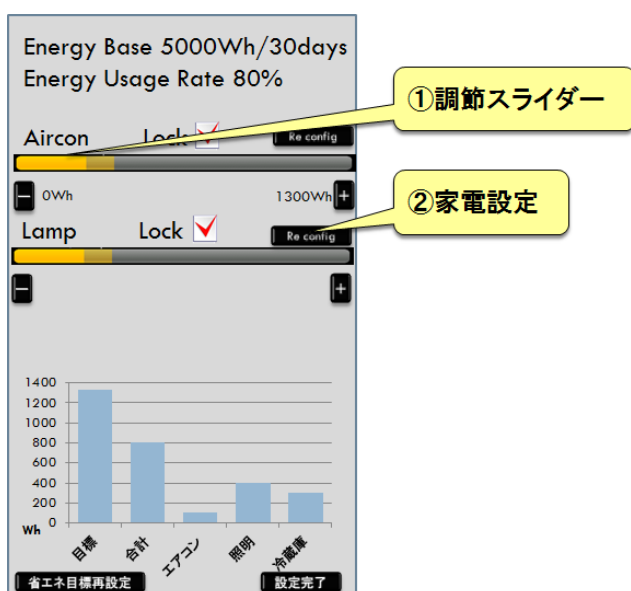 Energy Base 5000Wh/30days
Energy Usage Rate 80%
①調節スライダー
Aircon Lock Re config
0Wh 1300Wh
②家電設定
Lamp Lock Re config
1400
1200
1000
800
600
400
200
Wh 0
目標 合計 エアコン 照明 冷蔵庫
省エネ目標再設定 設定完了